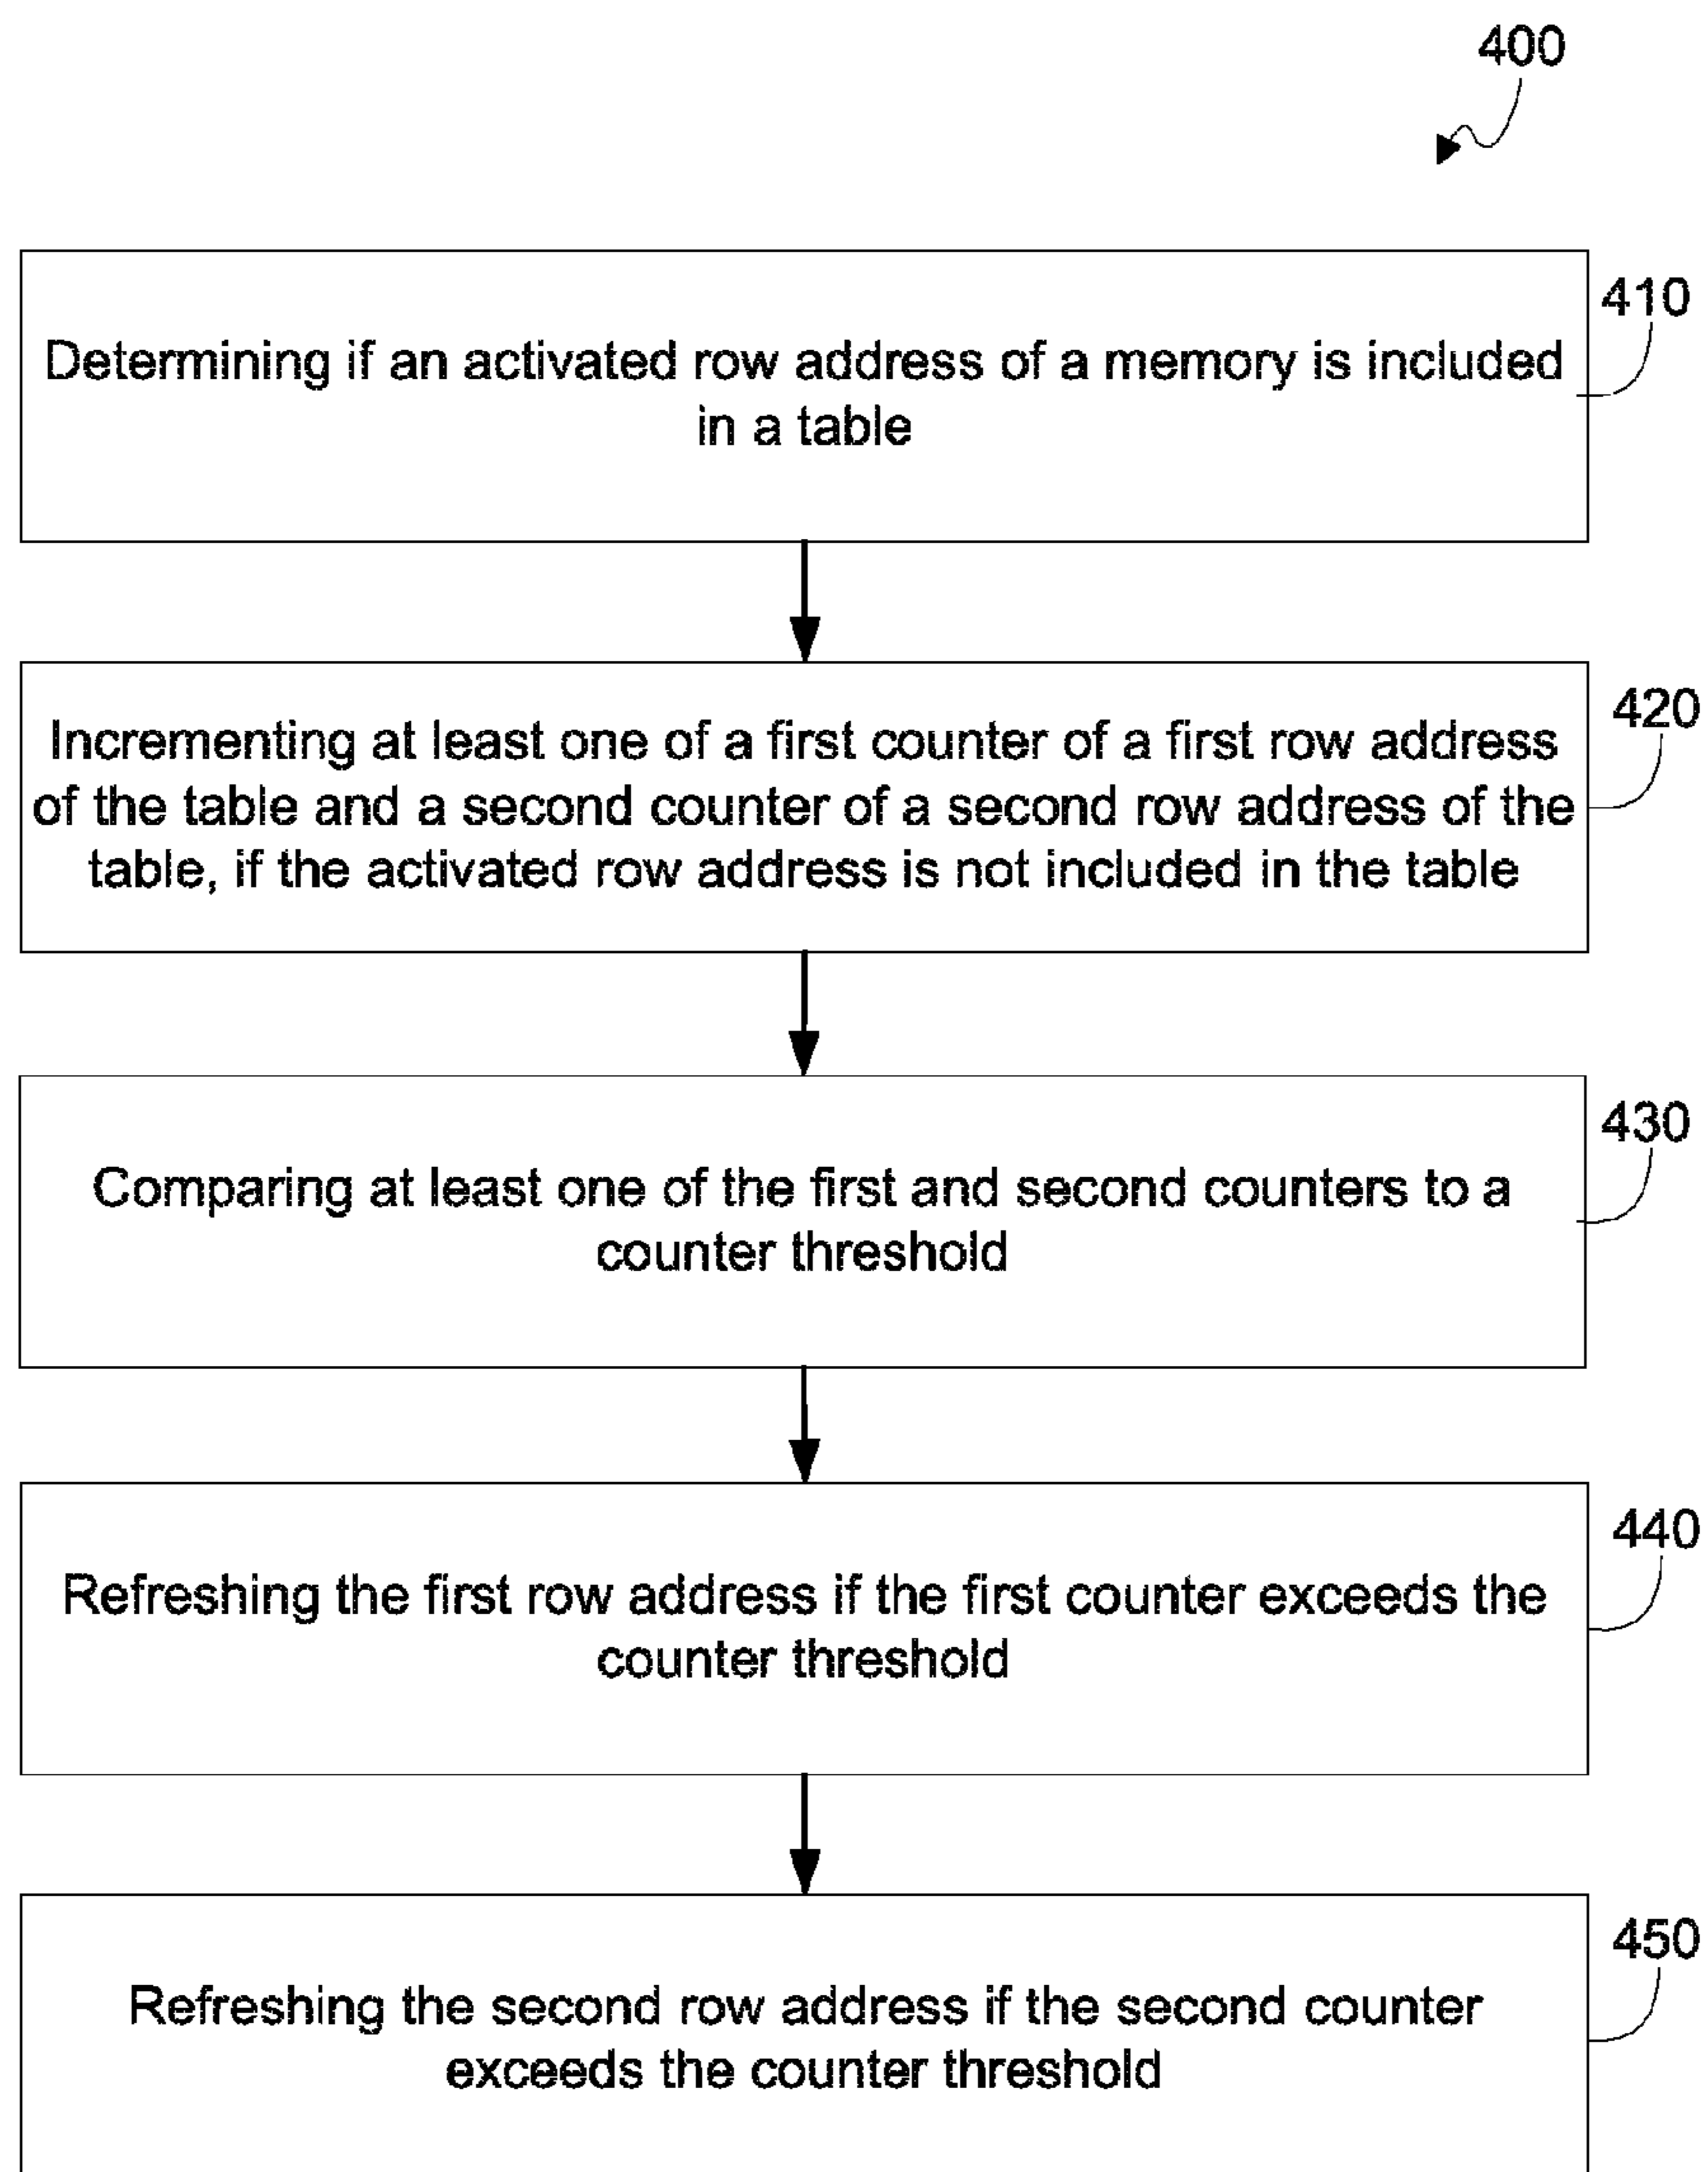 400
410
Determining if an activated row address of a memory is included
in a table
420
Incrementing at least one of a first counter of a first row address
of the table and a second counter of a second row address of the
table, if the activated row address is not included in the table
430
Comparing at least one of the first and second counters to a
counter threshold
440
Refreshing the first row address if the first counter exceeds the
counter threshold
450
Refreshing the second row address if the second counter
exceeds the counter threshold